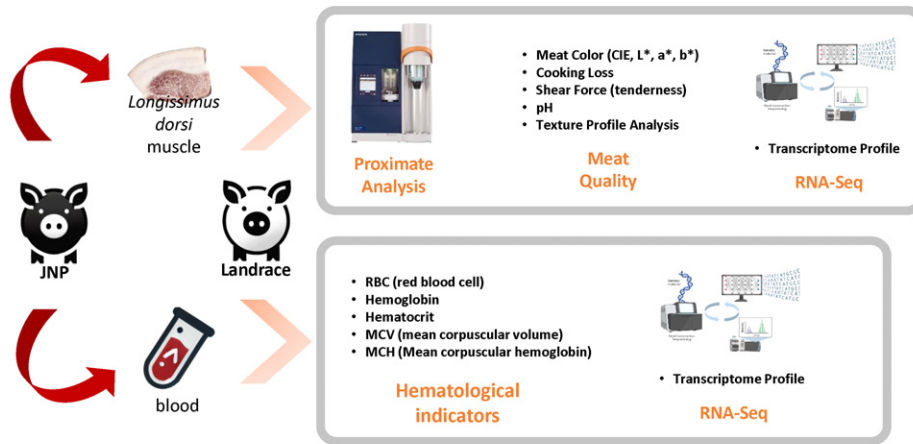 Longissimus
dorsi
muscle
JNP
Landrace
blood
Proximate
Analysis
• Meat Color (CIE, L*, a*, b*)
• Cooking Loss
• Shear Force (tenderness)
• pH
• Texture Profile Analysis
Meat
Quality
• Transcriptome Profile
RNA-Seq
• RBC (red blood cell)
• Hemoglobin
• Hematocrit
• MCV (mean corpuscular volume)
• MCH (Mean corpuscular hemoglobin)
Hematological
indicators
• Transcriptome Profile
RNA-Seq